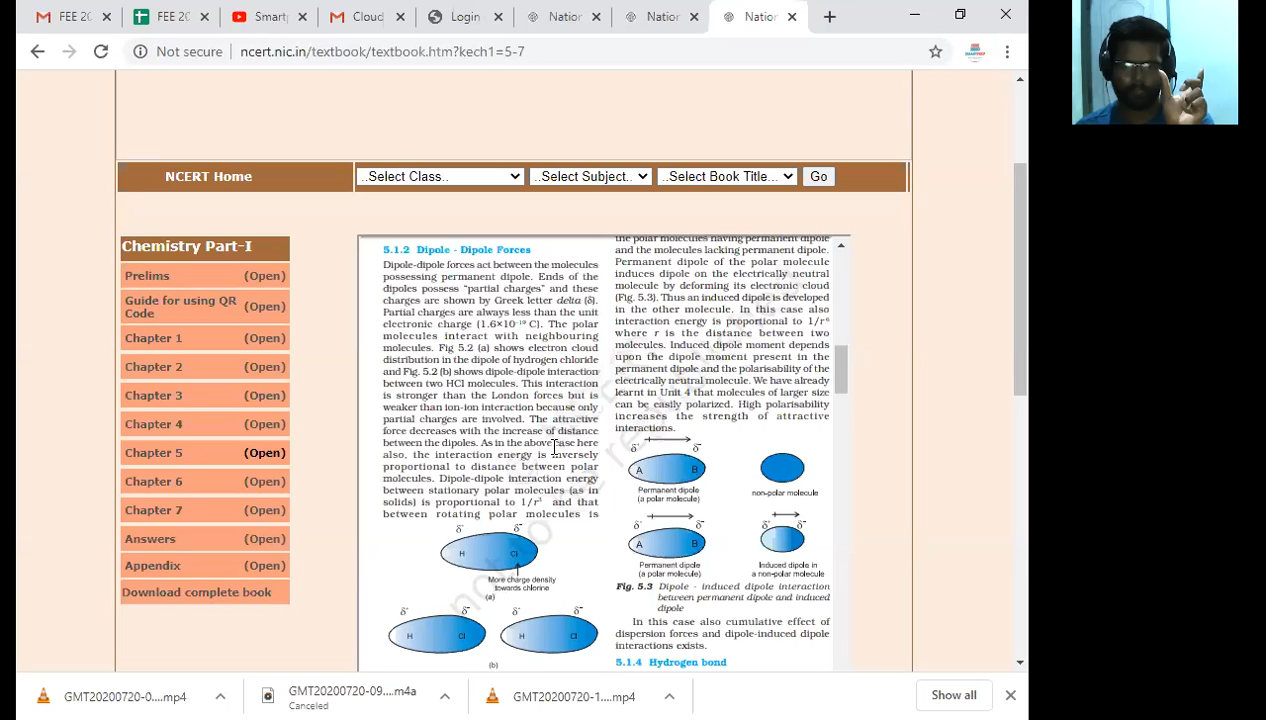 FEE 20
FEE 20
Smartp
Cloud
Login
Nation
Nation
Nation
Not secure
ncert.nic.in/textbook/textbook.htm?kech1=5-7
NCERT Home
..Select Class..
..Select Subject..
..Select Book Title...
Go
Chemistry Part-I
Prelims (Open)
Guide for using QR
Code (Open)
Chapter 1 (Open)
Chapter 2 (Open)
Chapter 3 (Open)
Chapter 4 (Open)
Chapter 5 (Open)
Chapter 6 (Open)
Chapter 7 (Open)
Answers (Open)
Appendix (Open)
Download complete book
5.1.2 Dipole - Dipole Forces
Dipole-dipole forces act between the molecules
possessing permanent dipole. Ends of the
dipoles possess “partial charges” and these
charges are shown by Greek letter delta (δ).
Partial charges are always less than the unit
electronic charge (1.6×10⁻¹⁹ C). The polar
molecules interact with neighbouring
molecules. Fig 5.2 (a) shows electron cloud
distribution in the dipole of hydrogen chloride
and Fig. 5.2 (b) shows dipole-dipole interaction
between two HCl molecules. This interaction
is stronger than the London forces but is
weaker than ion-ion interaction because only
partial charges are involved. The attractive
force decreases with the increase of distance
between the dipoles. As in the above case here
also, the interaction energy is inversely
proportional to distance between polar
molecules. Dipole-dipole interaction energy
between stationary polar molecules (as in
solids) is proportional to 1/r³ and that
between rotating polar molecules is
δ⁺ δ⁻
H Cl
More charge density
towards chlorine
(a)
δ⁺ δ⁻ δ⁺ δ⁻
H Cl H Cl
(b)
the polar molecules having permanent dipole
and the molecules lacking permanent dipole.
Permanent dipole of the polar molecule
induces dipole on the electrically neutral
molecule by deforming its electronic cloud
(Fig. 5.3). Thus an induced dipole is developed
in the other molecule. In this case also
interaction energy is proportional to 1/r⁶
where r is the distance between two
molecules. Induced dipole moment depends
upon the dipole moment present in the
permanent dipole and the polarisability of the
electrically neutral molecule. We have already
learnt in Unit 4 that molecules of larger size
can be easily polarized. High polarisability
increases the strength of attractive
interactions.
δ⁺ δ⁻
A B
Permanent dipole
(a polar molecule)
non-polar molecule
δ⁺ δ⁻ δ⁺ δ⁻
A B
Permanent dipole
(a polar molecule)
Induced dipole in
a non-polar molecule
Fig. 5.3 Dipole - induced dipole interaction
between permanent dipole and induced
dipole
In this case also cumulative effect of
dispersion forces and dipole-induced dipole
interactions exists.
5.1.4 Hydrogen bond
not to be re
GMT20200720-0....mp4
GMT20200720-09....m4a
Canceled
GMT20200720-1....mp4
Show all